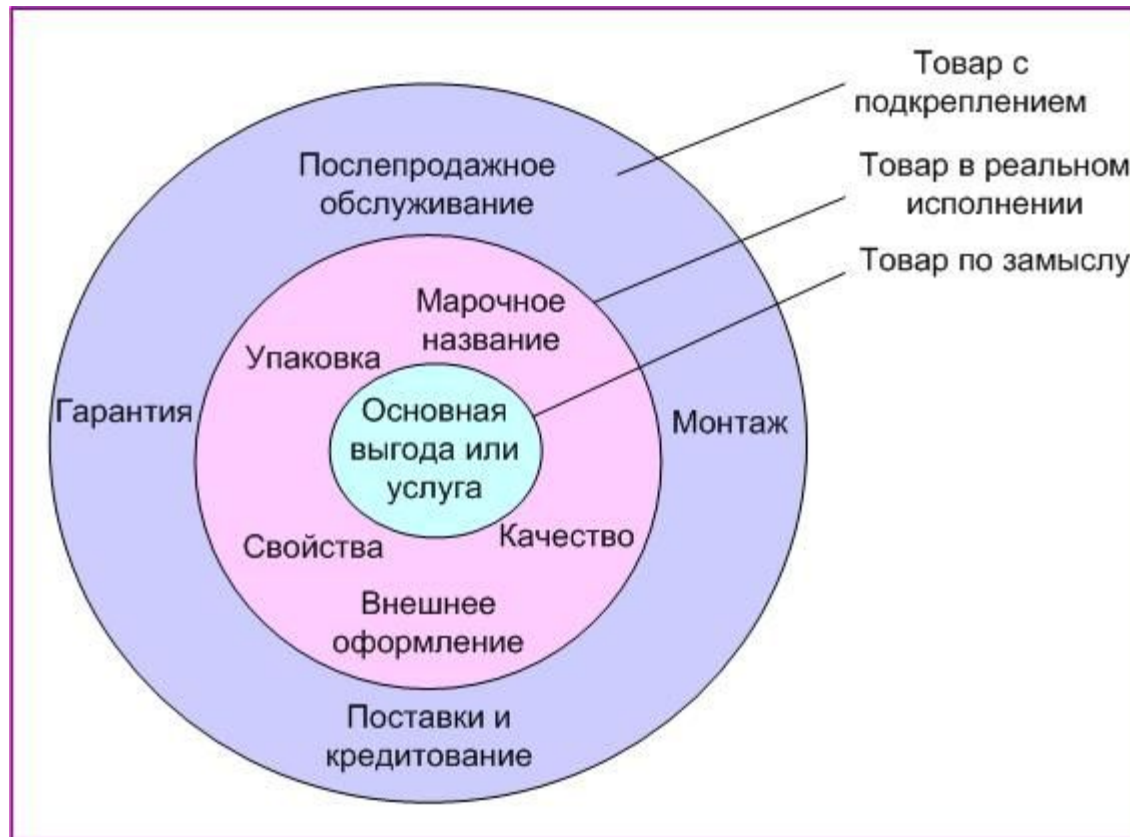 Товар с
подкреплением
Послепродажное
обслуживание
Товар в реальном
исполнении
Товар по замыслу
Марочное
название
Упаковка
Гарантия
Основная
выгода или
услуга
Монтаж
Свойства
Качество
Внешнее
оформление
Поставки и
кредитование